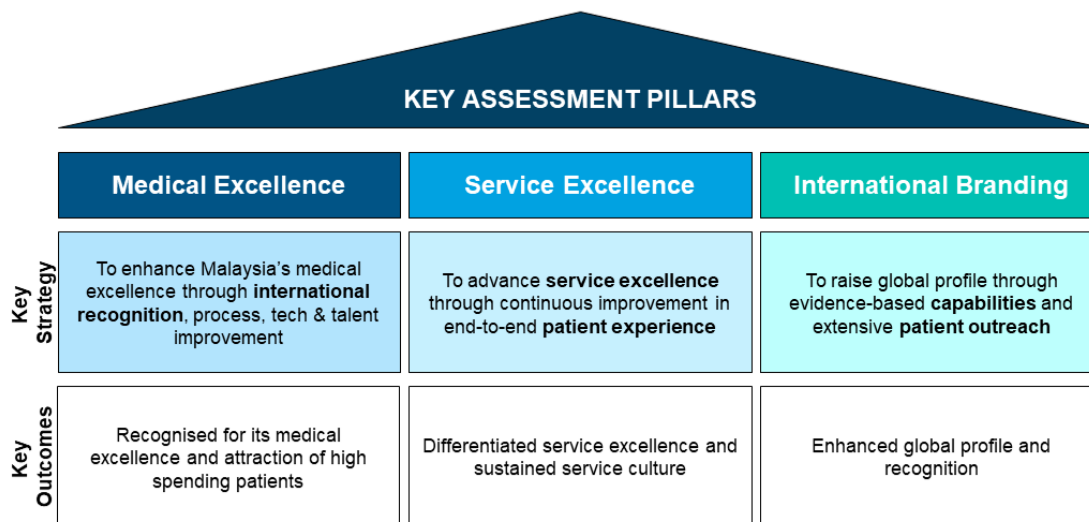 KEY ASSESSMENT PILLARS
Medical Excellence
Service Excellence
International Branding
Key
Strategy
To enhance Malaysia's medical
excellence through international
recognition, process, tech & talent
improvement
To advance service excellence
through continuous improvement in
end-to-end patient experience
To raise global profile through
evidence-based capabilities and
extensive patient outreach
Key
Outcomes
Recognised for its medical
excellence and attraction of high
spending patients
Differentiated service excellence and
sustained service culture
Enhanced global profile and
recognition